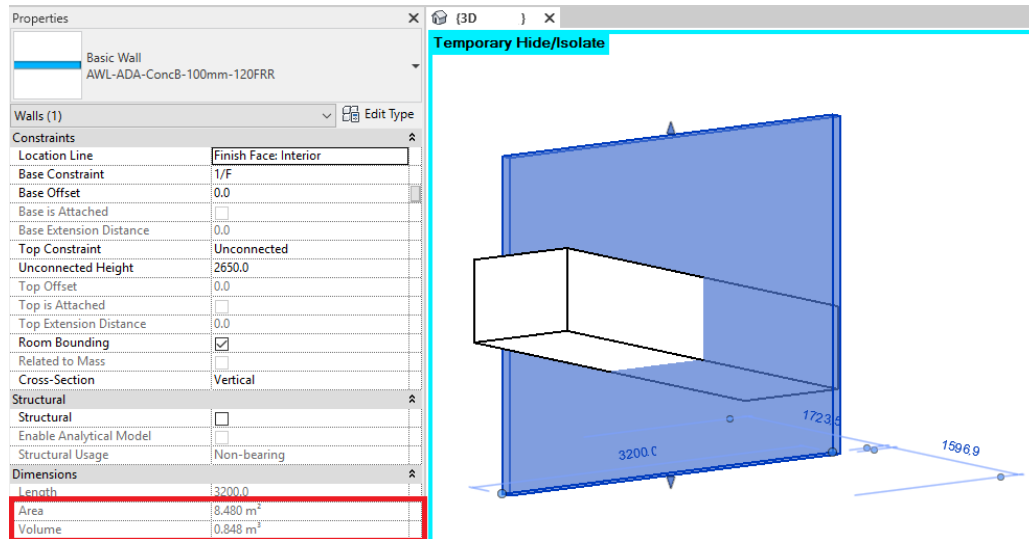 Properties
{3D }
Temporary Hide/Isolate
Basic Wall
AWL-ADA-ConcB-100mm-120FRR
Walls (1)
Edit Type
Constraints
Location Line Finish Face: Interior
Base Constraint 1/F
Base Offset 0.0
Base is Attached
Base Extension Distance 0.0
Top Constraint Unconnected
Unconnected Height 2650.0
Top Offset 0.0
Top is Attached
Top Extension Distance 0.0
Room Bounding
Related to Mass
Cross-Section Vertical
Structural
Structural
Enable Analytical Model
Structural Usage Non-bearing
Dimensions
Length 3200.0
Area 8.480 m²
Volume 0.848 m³
1723.5
3200.0
1596.9